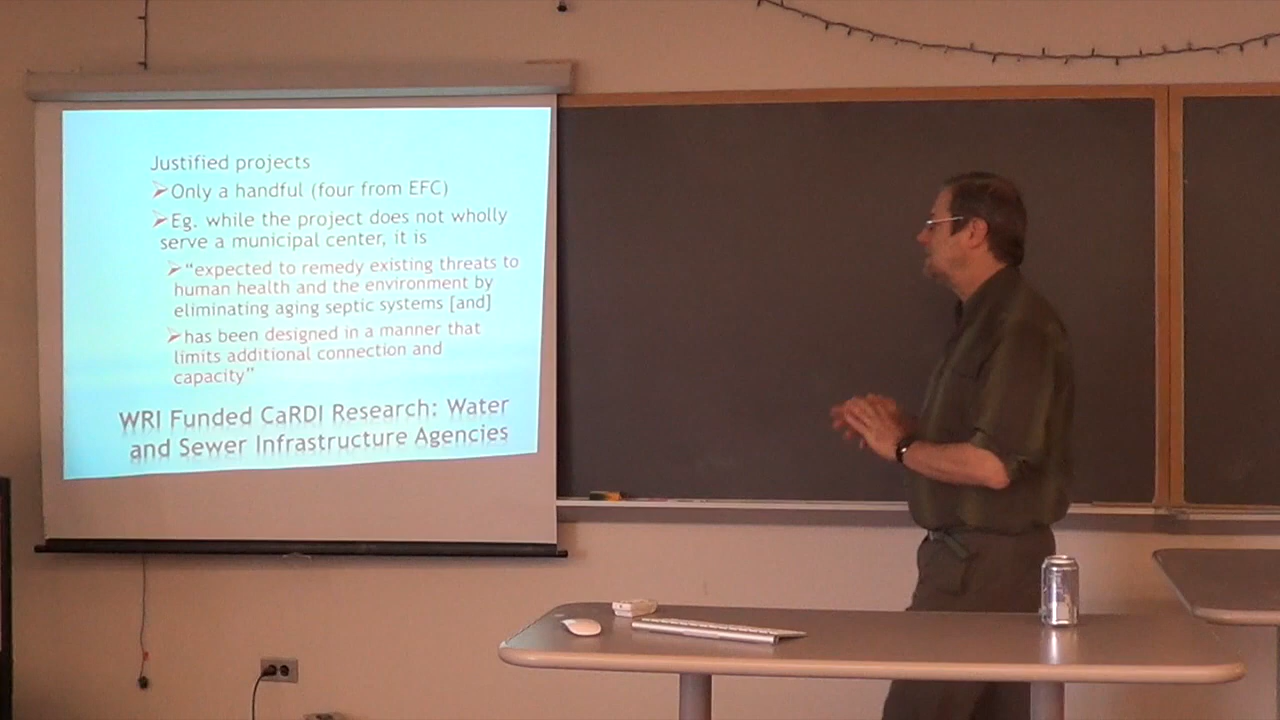 Justified projects
➢Only a handful (four from EFC)
➢Eg. while the project does not wholly
serve a municipal center, it is
➢"expected to remedy existing threats to
human health and the environment by
eliminating aging septic systems [and]
➢has been designed in a manner that
limits additional connection and
capacity"
WRI Funded CaRDI Research: Water
and Sewer Infrastructure Agencies